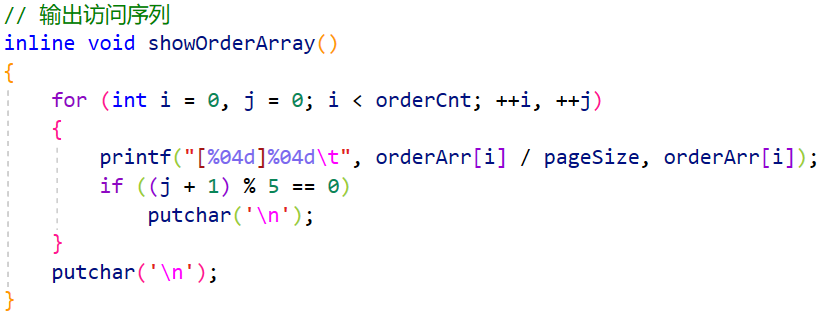 // 输出访问序列
inline void showOrderArray()
{
    for (int i = 0, j = 0; i < orderCnt; ++i, ++j)
    {
        printf("[%04d]%04d\t", orderArr[i] / pageSize, orderArr[i]);
        if ((j + 1) % 5 == 0)
            putchar('\n');
    }
    putchar('\n');
}